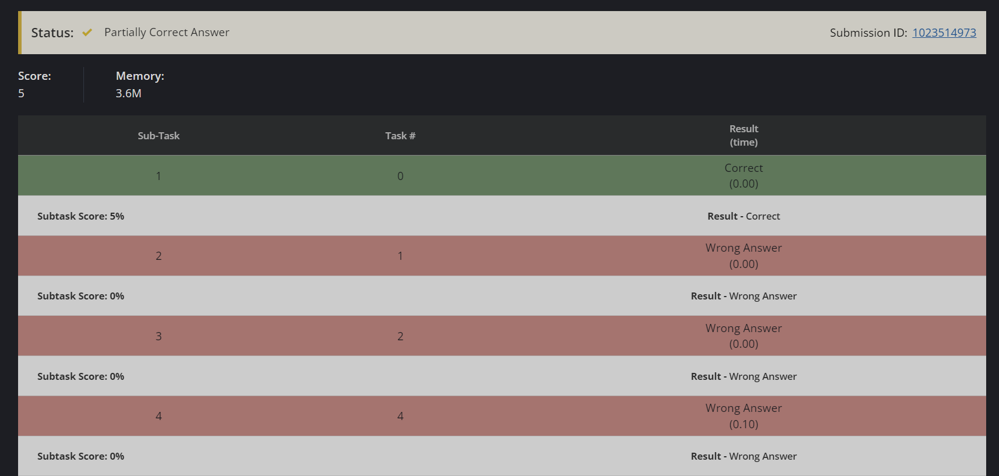 Status: Partially Correct Answer Submission ID: 1023514973
Score: Memory:
5 3.6M
Sub-Task Task # Result
(time)
1 0 Correct
(0.00)
Subtask Score: 5% Result - Correct
2 1 Wrong Answer
(0.00)
Subtask Score: 0% Result - Wrong Answer
3 2 Wrong Answer
(0.00)
Subtask Score: 0% Result - Wrong Answer
4 4 Wrong Answer
(0.10)
Subtask Score: 0% Result - Wrong Answer